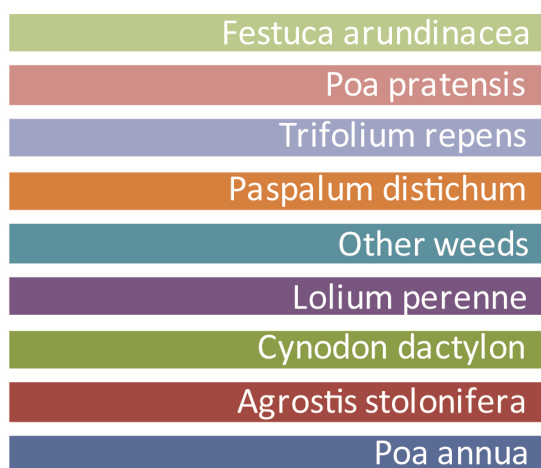 Festuca arundinacea
Poa pratensis
Trifolium repens
Paspalum distichum
Other weeds
Lolium perenne
Cynodon dactylon
Agrostis stolonifera
Poa annua